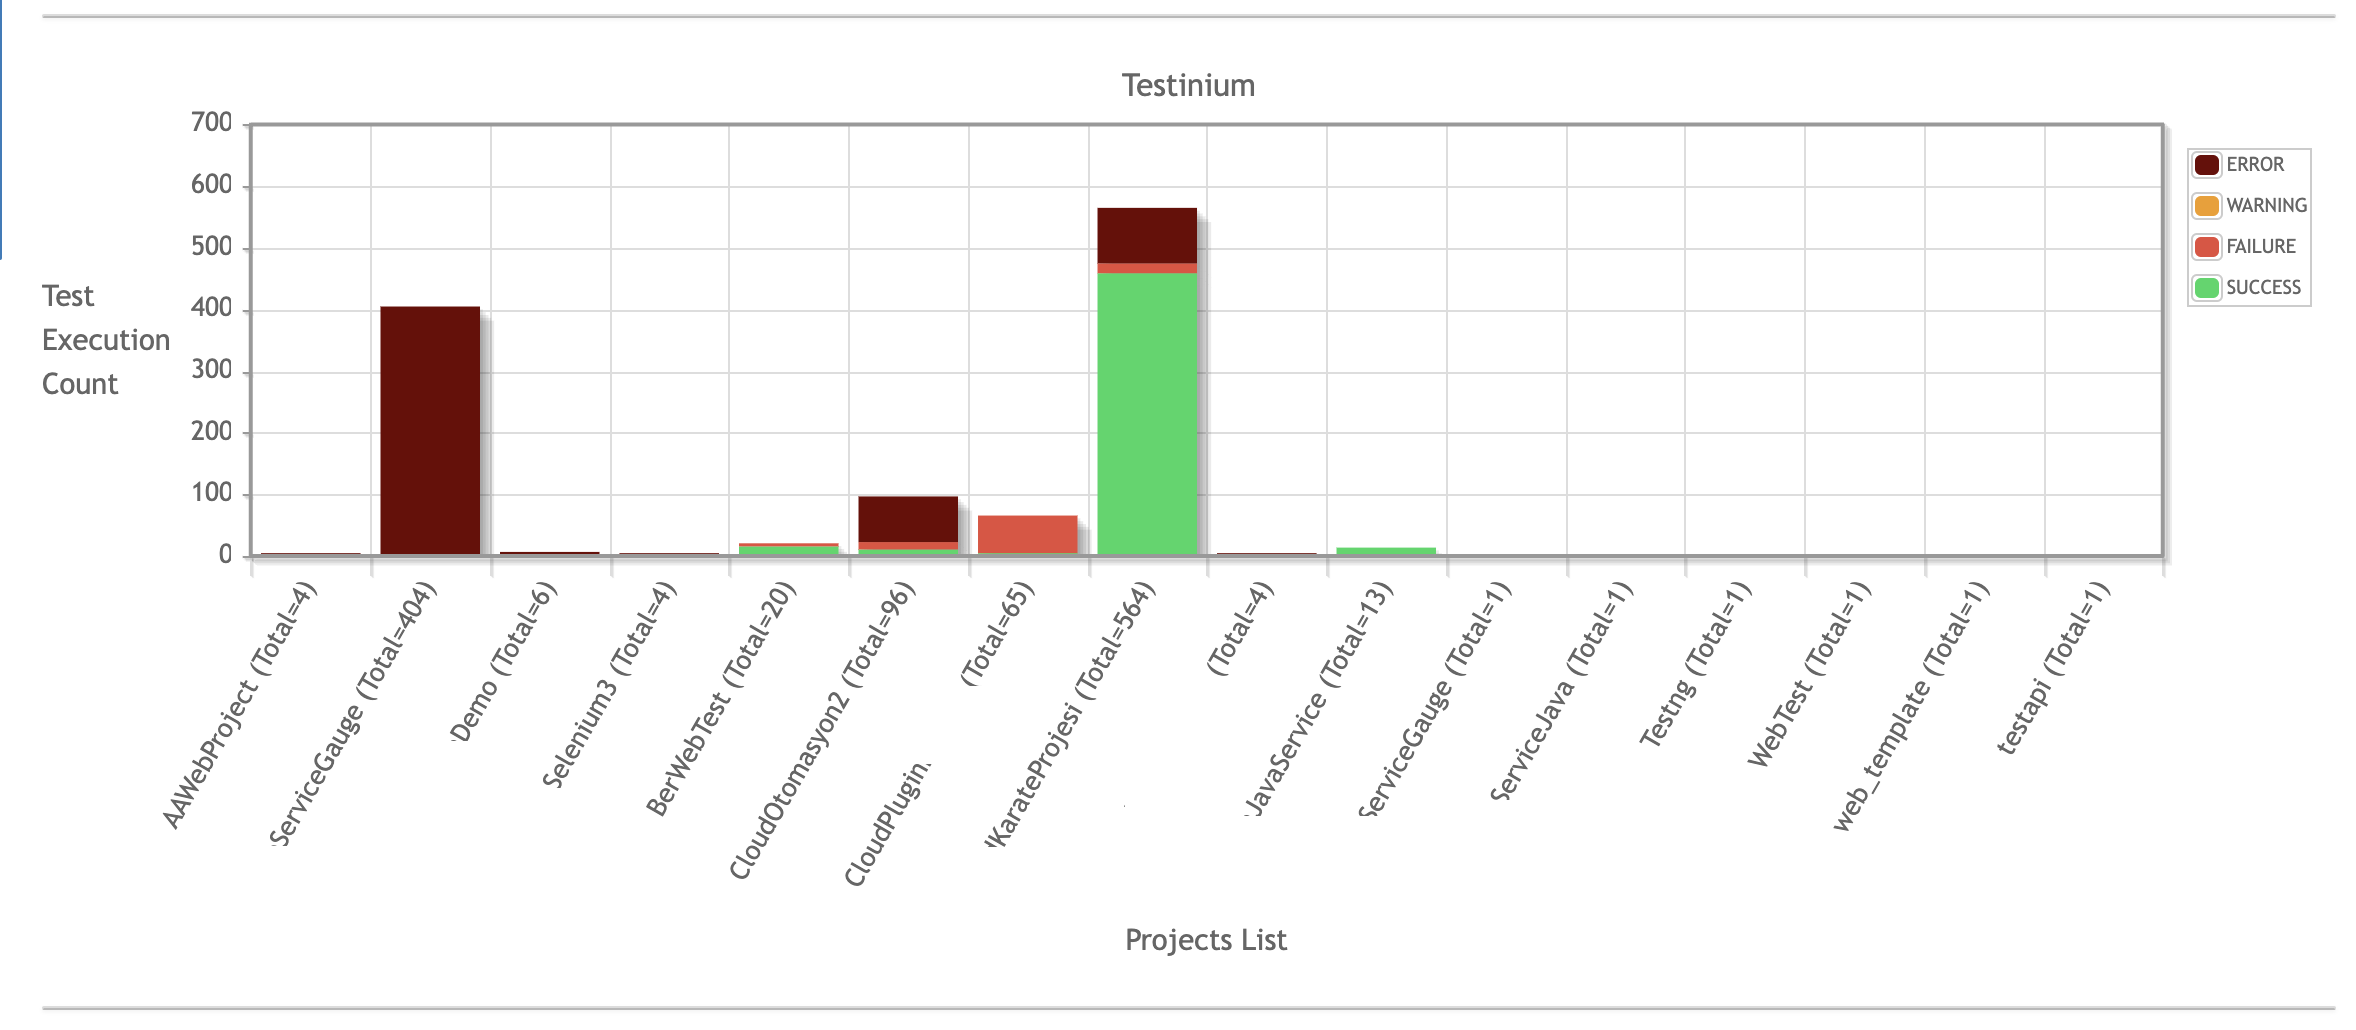 Testinium
700
600
500
400
300
200
100
0
Test
Execution
Count
ERROR
WARNING
FAILURE
SUCCESS
AAWebProject (Total=4)
ServiceGauge (Total=404)
Demo (Total=6)
Selenium3 (Total=4)
BerWebTest (Total=20)
CloudOtomasyon2 (Total=96)
CloudPlugin (Total=65)
KarateProjesi (Total=564)
(Total=4)
JavaService (Total=13)
ServiceGauge (Total=1)
ServiceJava (Total=1)
Testng (Total=1)
WebTest (Total=1)
web_template (Total=1)
testapi (Total=1)
Projects List